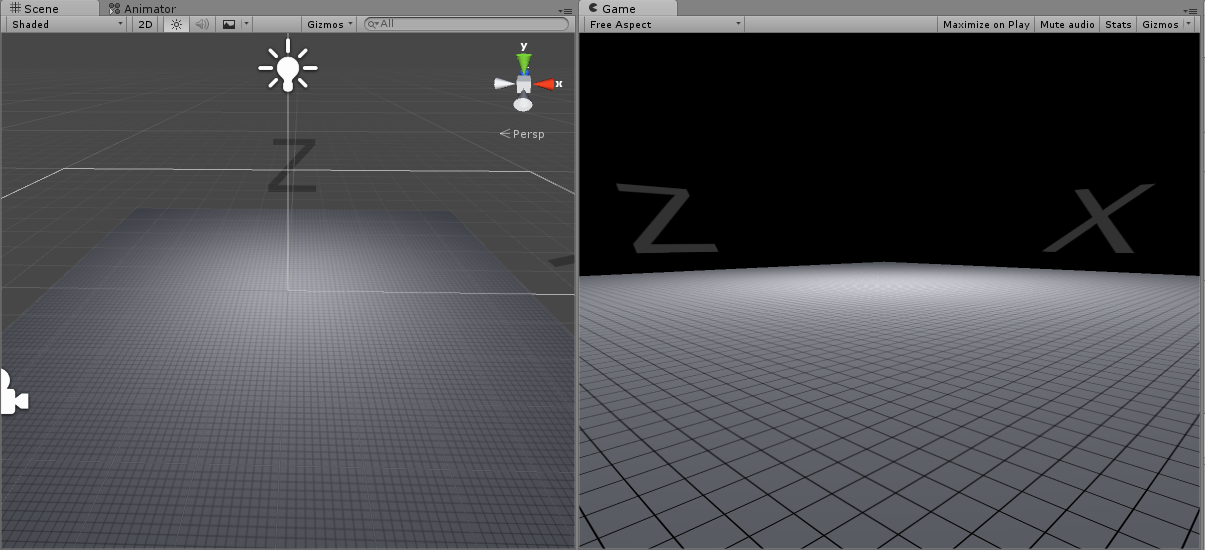 Scene
Animator
Shaded 2D Gizmos All
y
x
Persp
Z
Game
Free Aspect Maximize on Play Mute audio Stats Gizmos
Z X